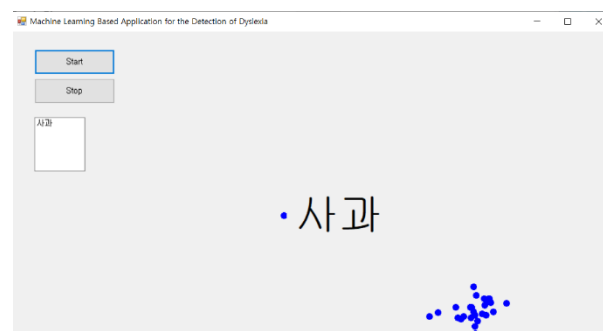 Machine Learning Based Application for the Detection of Dyslexia
Start
Stop
사과
사과